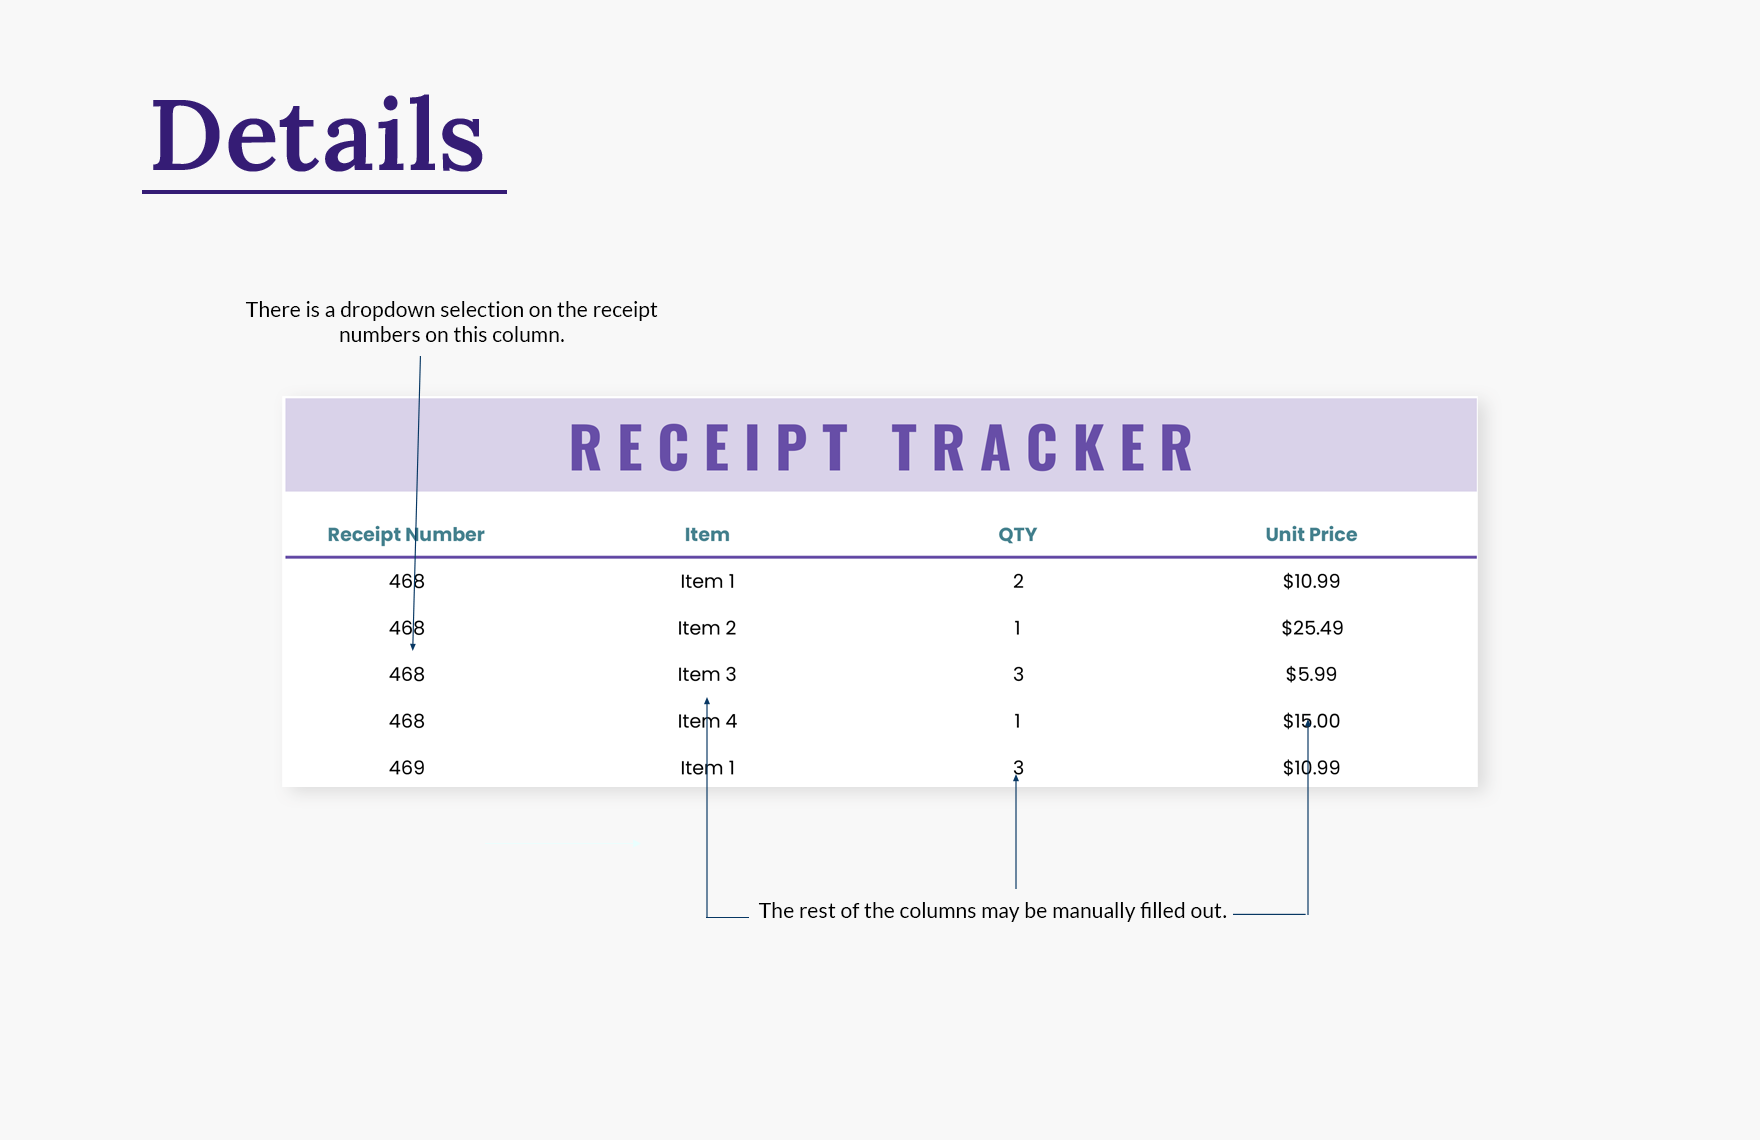 Details
There is a dropdown selection on the receipt
numbers on this column.
RECEIPT TRACKER
Receipt Number Item QTY Unit Price
468 Item 1 2 $10.99
468 Item 2 1 $25.49
468 Item 3 3 $5.99
468 Item 4 1 $15.00
469 Item 1 3 $10.99
The rest of the columns may be manually filled out.